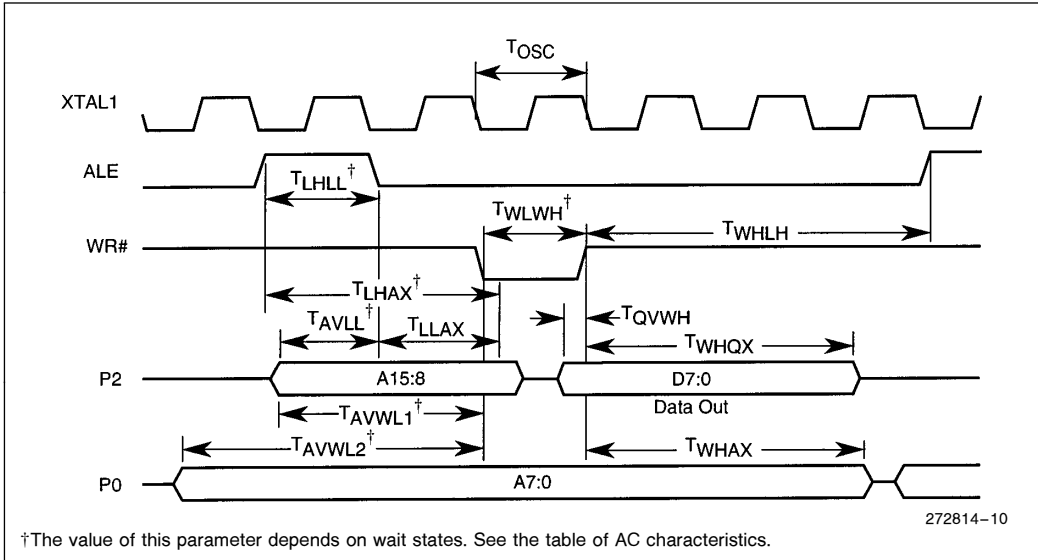 TOSC
XTAL1
ALE
TLHLL†
TWLWH†
TWHLH
WR#
TLHAX†
TQVWH
TAVLL†
TLLAX
TWHQX
P2
A15:8
D7:0
Data Out
TAVWL1†
TAVWL2†
TWHAX
P0
A7:0
272814–10
†The value of this parameter depends on wait states. See the table of AC characteristics.